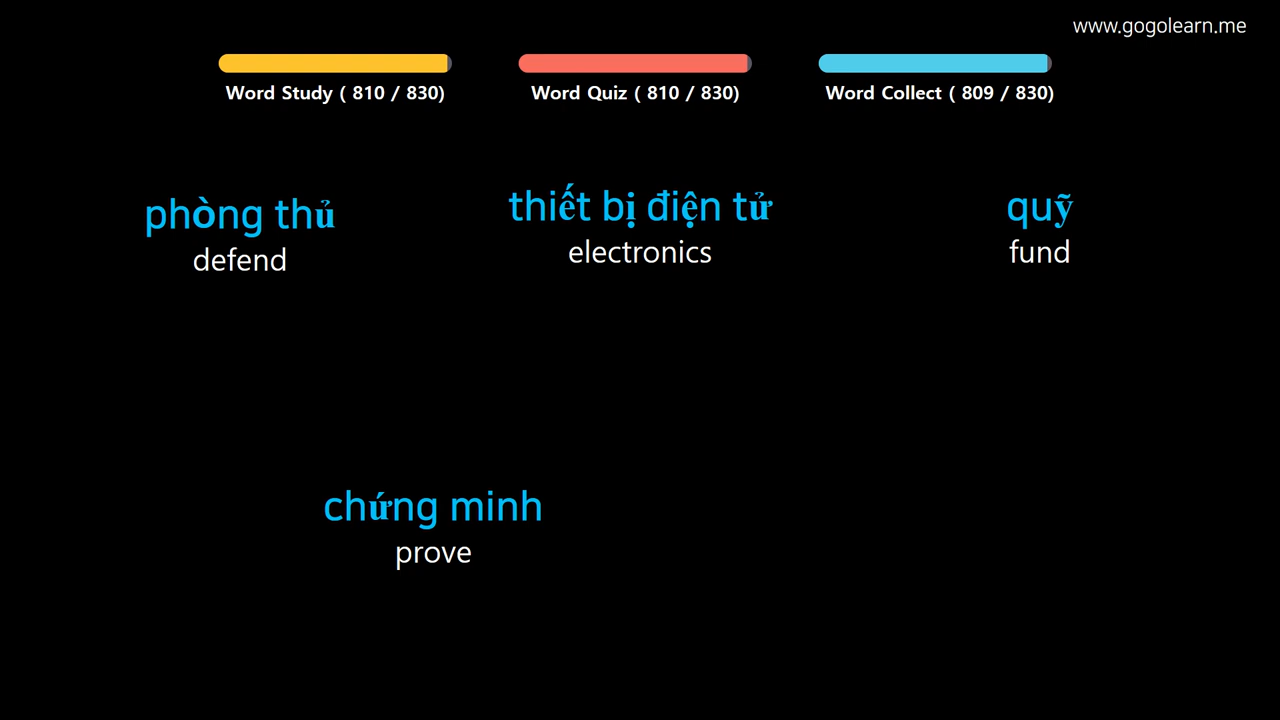 www.gogolearn.me
Word Study ( 810 / 830)
Word Quiz ( 810 / 830)
Word Collect ( 809 / 830)
phòng thủ
defend
thiết bị điện tử
electronics
quỹ
fund
chứng minh
prove